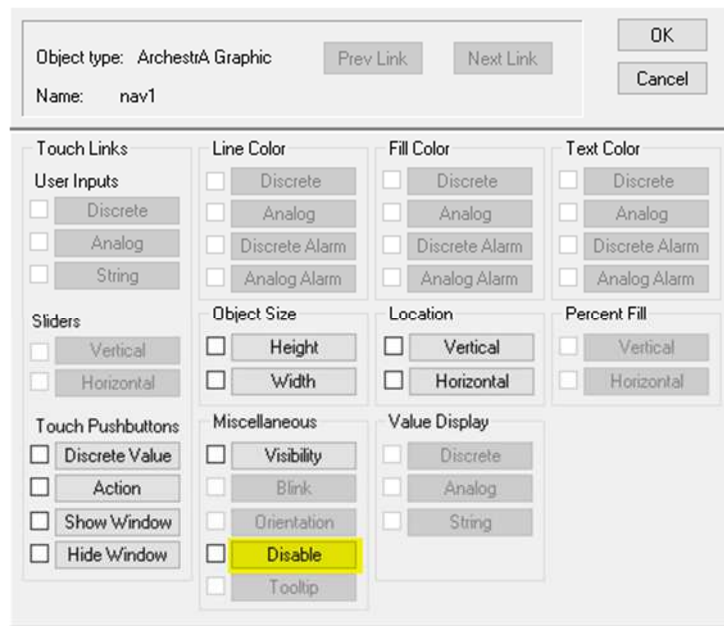 Object type: ArchestrA Graphic
Prev Link
Next Link
OK
Cancel
Name: nav1
Touch Links
User Inputs
Discrete
Analog
String
Sliders
Vertical
Horizontal
Touch Pushbuttons
Discrete Value
Action
Show Window
Hide Window
Line Color
Discrete
Analog
Discrete Alarm
Analog Alarm
Object Size
Height
Width
Miscellaneous
Visibility
Blink
Orientation
Disable
Tooltip
Fill Color
Discrete
Analog
Discrete Alarm
Analog Alarm
Location
Vertical
Horizontal
Value Display
Discrete
Analog
String
Text Color
Discrete
Analog
Discrete Alarm
Analog Alarm
Percent Fill
Vertical
Horizontal